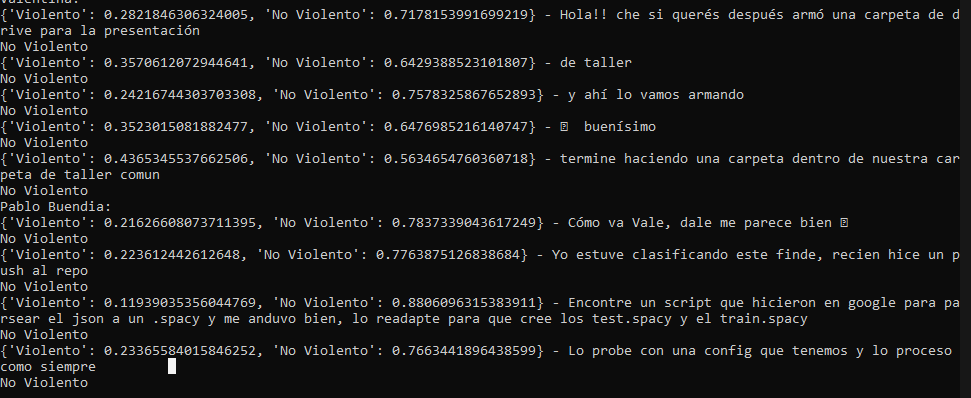 Valentina:
{'Violento': 0.2821846306324005, 'No Violento': 0.7178153991699219} - Hola!! che si querés después armó una carpeta de d
rive para la presentación
No Violento
{'Violento': 0.3570612072944641, 'No Violento': 0.6429388523101807} - de taller
No Violento
{'Violento': 0.24216744303703308, 'No Violento': 0.7578325867652893} - y ahí lo vamos armando
No Violento
{'Violento': 0.3523015081882477, 'No Violento': 0.6476985216140747} - buenísimo
No Violento
{'Violento': 0.4365345537662506, 'No Violento': 0.5634654760360718} - termine haciendo una carpeta dentro de nuestra car
peta de taller comun
No Violento
Pablo Buendia:
{'Violento': 0.21626608073711395, 'No Violento': 0.7837339043617249} - Cómo va Vale, dale me parece bien
No Violento
{'Violento': 0.223612442612648, 'No Violento': 0.7763875126838684} - Yo estuve clasificando este finde, recien hice un p
ush al repo
No Violento
{'Violento': 0.11939035356044769, 'No Violento': 0.8806096315383911} - Encontre un script que hicieron en google para pa
rsear el json a un .spacy y me anduvo bien, lo readapte para que cree los test.spacy y el train.spacy
No Violento
{'Violento': 0.23365584015846252, 'No Violento': 0.7663441896438599} - Lo probe con una config que tenemos y lo proceso
como siempre
No Violento